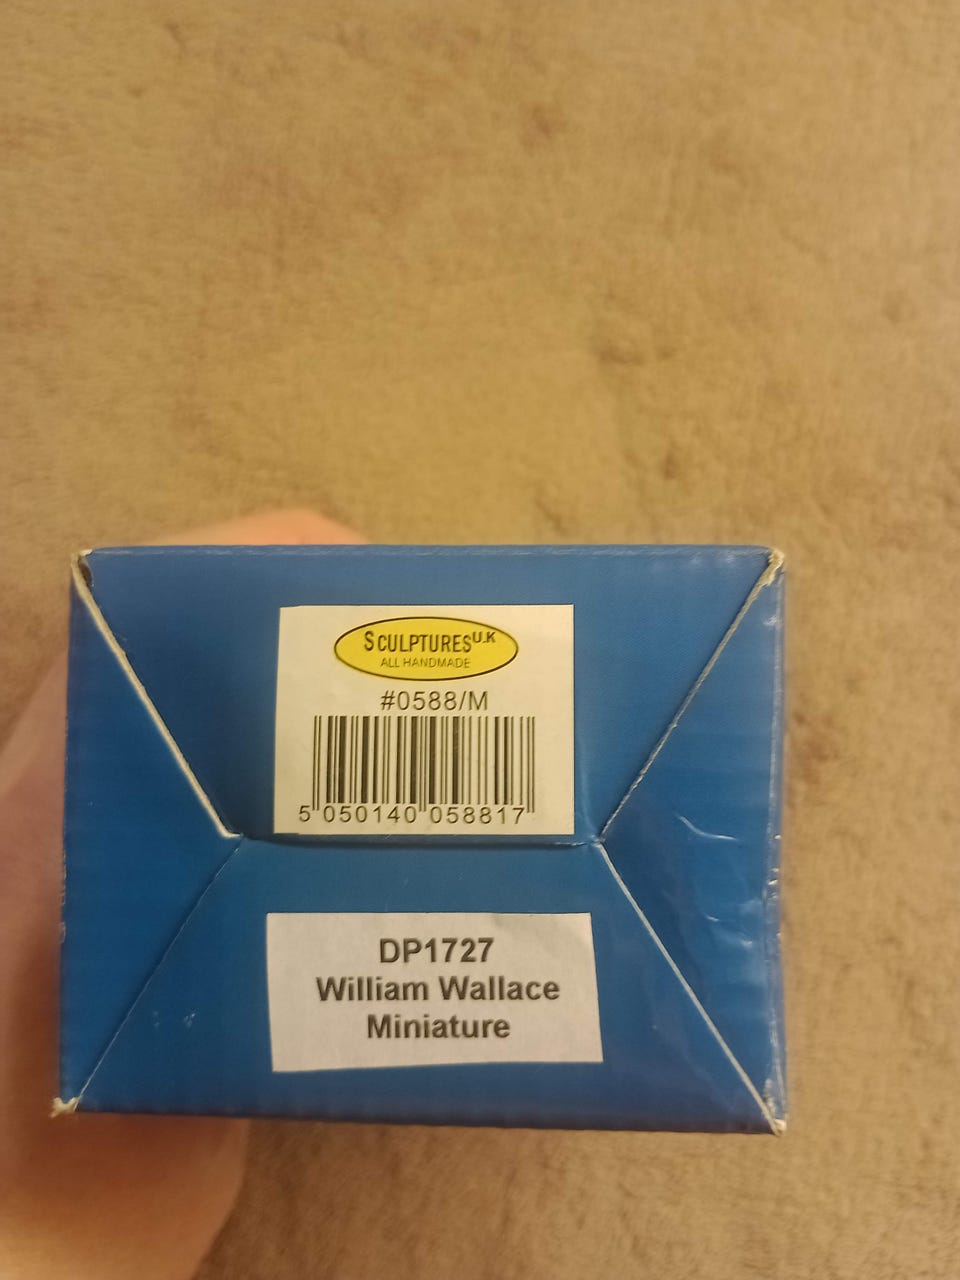 SCULPTURES U.K
ALL HANDMADE
#0588/M
5 050140 058817
DP1727
William Wallace
Miniature